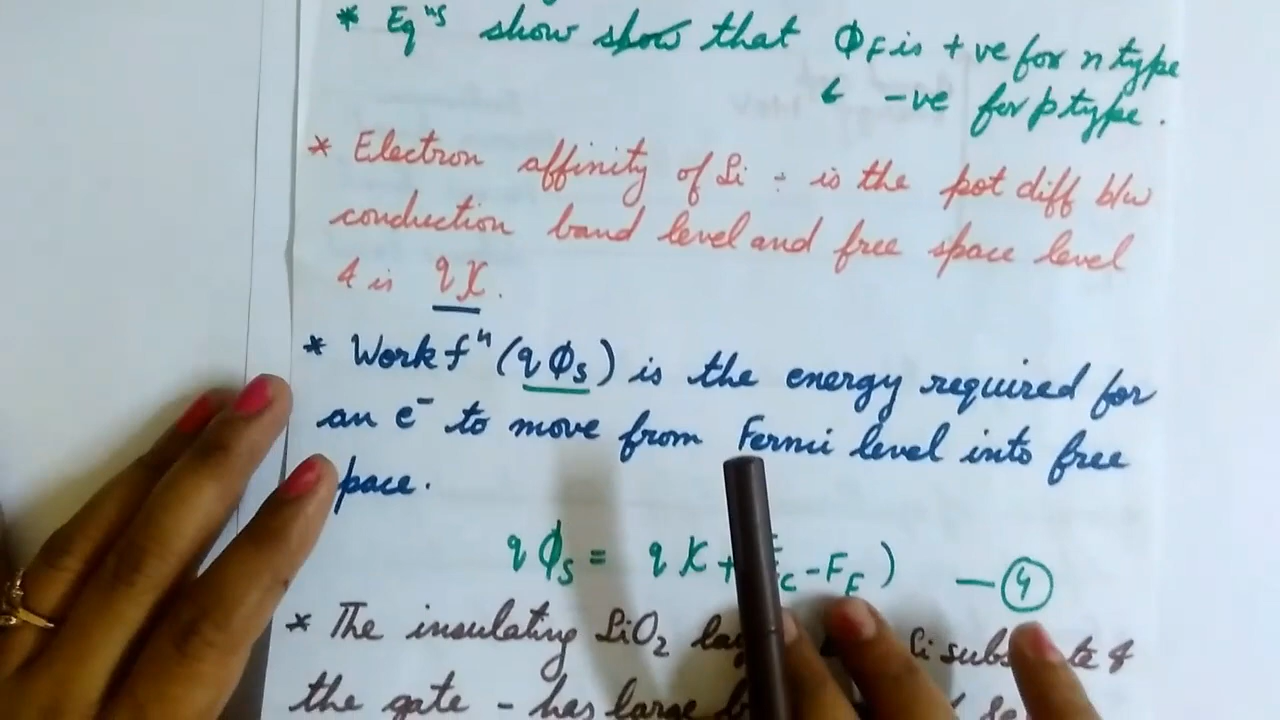 * Eqⁿˢ show show that ΦF is +ve for n type
& -ve for p type.
* Electron affinity of Si : is the pot diff b/w
conduction band level and free space level
& is qχ.
* Work fⁿ (qΦs) is the energy required for
an e⁻ to move from Fermi level into free
pace.
qΦs = qχ + C - FF ) — ④
* The insulating SiO₂ Si &
the gate - has large